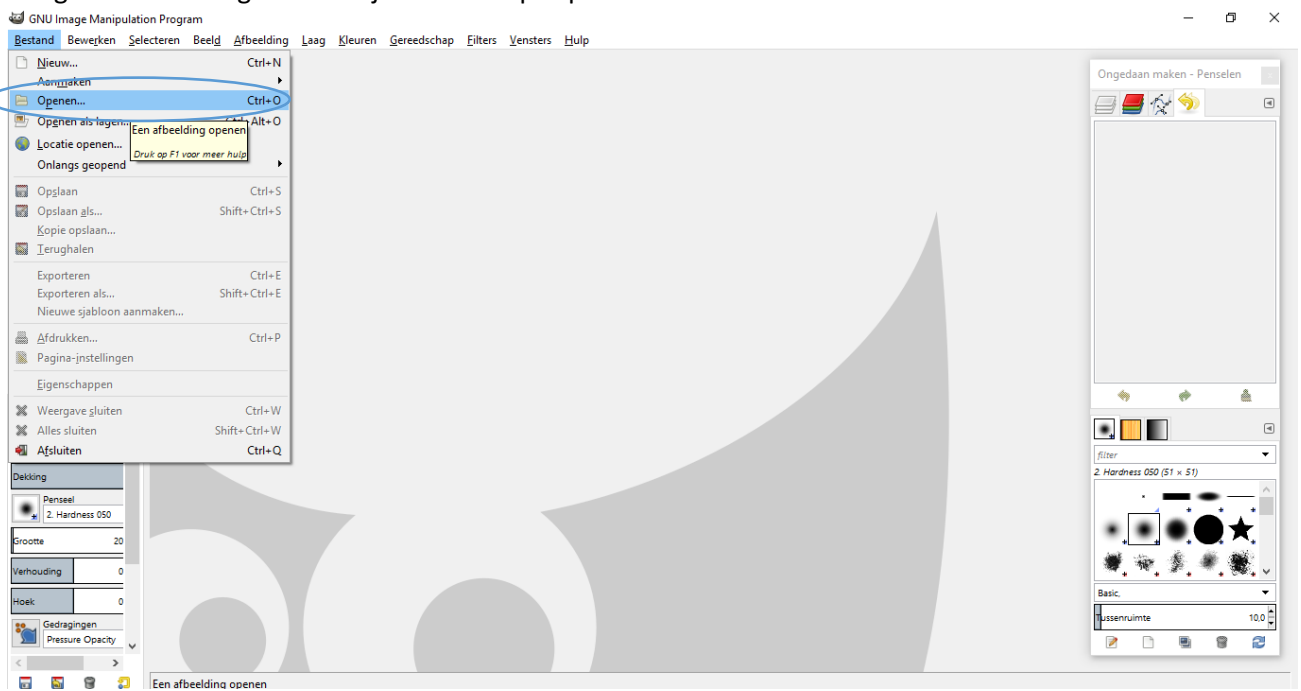 GNU Image Manipulation Program
Bestand Bewerken Selecteren Beeld Afbeelding Laag Kleuren Gereedschap Filters Vensters Hulp
Nieuw... Ctrl+N
Aanmaken
Openen... Ctrl+O
Openen als lagen... Ctrl+Alt+O
Een afbeelding openen
Locatie openen...
Druk op F1 voor meer hulp
Onlangs geopend
Opslaan Ctrl+S
Opslaan als... Shift+Ctrl+S
Kopie opslaan...
Terughalen
Exporteren Ctrl+E
Exporteren als... Shift+Ctrl+E
Nieuwe sjabloon aanmaken...
Afdrukken... Ctrl+P
Pagina-instellingen
Eigenschappen
Weergave sluiten Ctrl+W
Alles sluiten Shift+Ctrl+W
Afsluiten Ctrl+Q
Dekking
Penseel
2. Hardness 050
Grootte 20
Verhouding 0
Hoek 0
Gedragingen
Pressure Opacity
Een afbeelding openen
Ongedaan maken - Penselen
filter
2. Hardness 050 (51 × 51)
Basic,
Tussenruimte 10,0